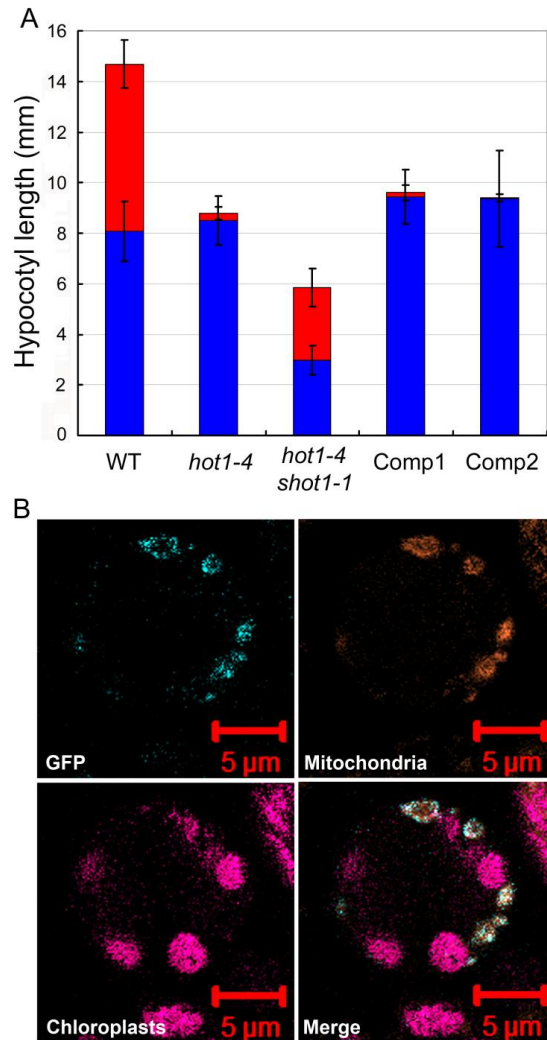 A
Hypocotyl length (mm)
16
14
12
10
8
6
4
2
0
WT
hot1-4
hot1-4
shot1-1
Comp1
Comp2
B
5 µm
GFP
5 µm
Mitochondria
5 µm
Chloroplasts
5 µm
Merge